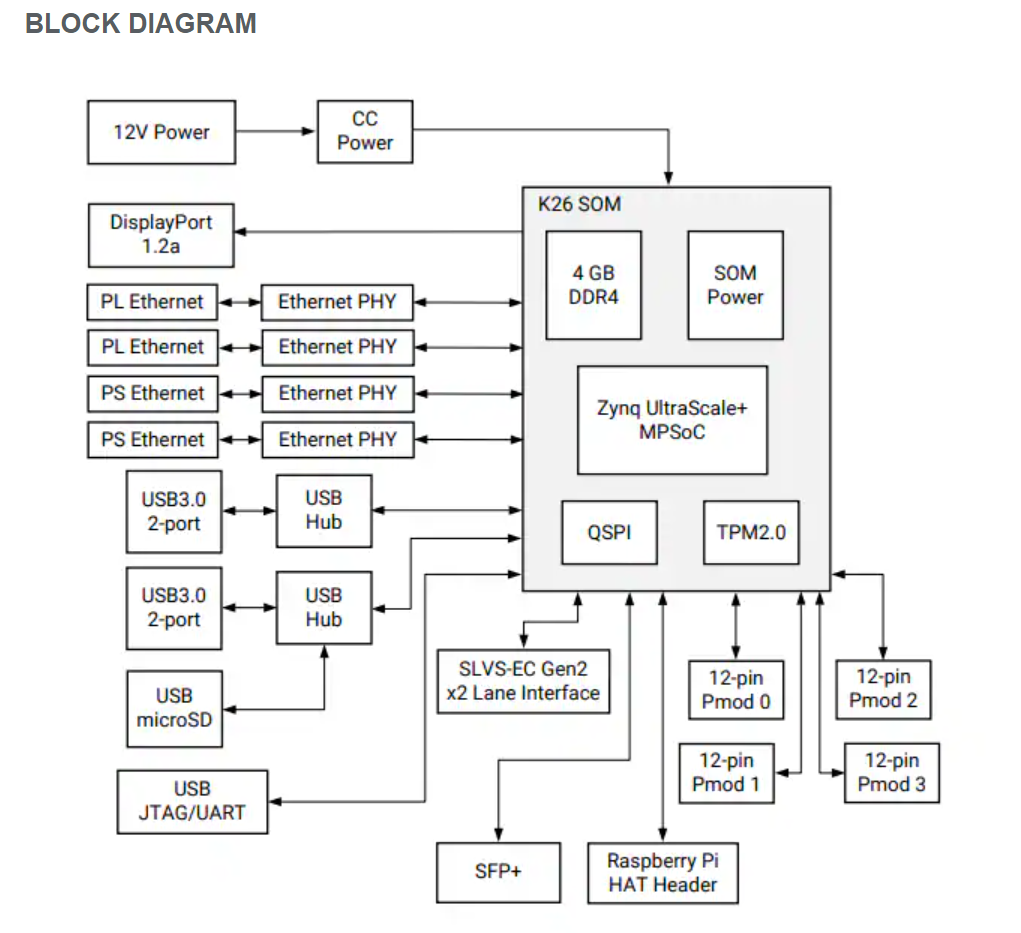 BLOCK DIAGRAM
12V Power
CC
Power
DisplayPort
1.2a
K26 SOM
4 GB
DDR4
SOM
Power
PL Ethernet
Ethernet PHY
PL Ethernet
Ethernet PHY
PS Ethernet
Ethernet PHY
PS Ethernet
Ethernet PHY
Zynq UltraScale+
MPSoC
USB3.0
2-port
USB
Hub
QSPI
TPM2.0
USB3.0
2-port
USB
Hub
SLVS-EC Gen2
x2 Lane Interface
12-pin
Pmod 0
12-pin
Pmod 2
USB
microSD
12-pin
Pmod 1
12-pin
Pmod 3
USB
JTAG/UART
SFP+
Raspberry Pi
HAT Header